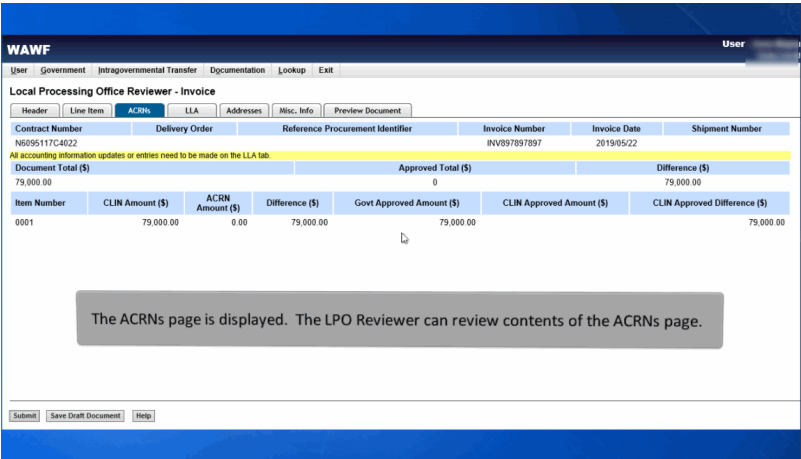 WAWF
User
User Government Intragovernmental Transfer Documentation Lookup Exit
Local Processing Office Reviewer - Invoice
Header Line Item ACRNs LLA Addresses Misc. Info Preview Document
Contract Number Delivery Order Reference Procurement Identifier Invoice Number Invoice Date Shipment Number
N6095117C4022 INV897897897 2019/05/22
All accounting information updates or entries need to be made on the LLA tab.
Document Total ($) Approved Total ($) Difference ($)
79,000.00 0 79,000.00
Item Number CLIN Amount ($) ACRN Amount ($) Difference ($) Govt Approved Amount ($) CLIN Approved Amount ($) CLIN Approved Difference ($)
0001 79,000.00 0.00 79,000.00 79,000.00 79,000.00
The ACRNs page is displayed. The LPO Reviewer can review contents of the ACRNs page.
Submit Save Draft Document Help